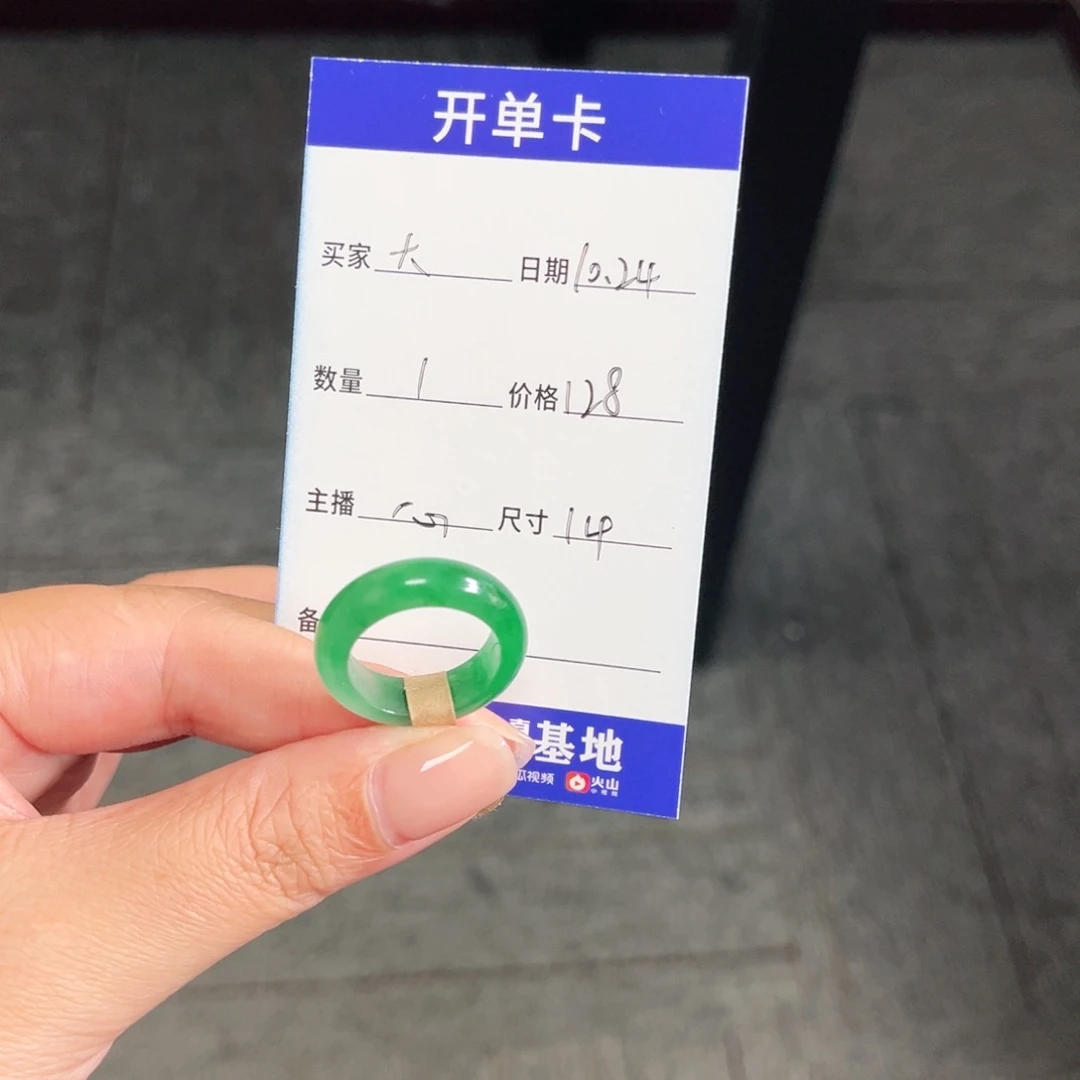 开单卡
买家 大 日期 10.24
数量 1 价格 128
主播 尺寸 14
备
基地
瓜视频 火山